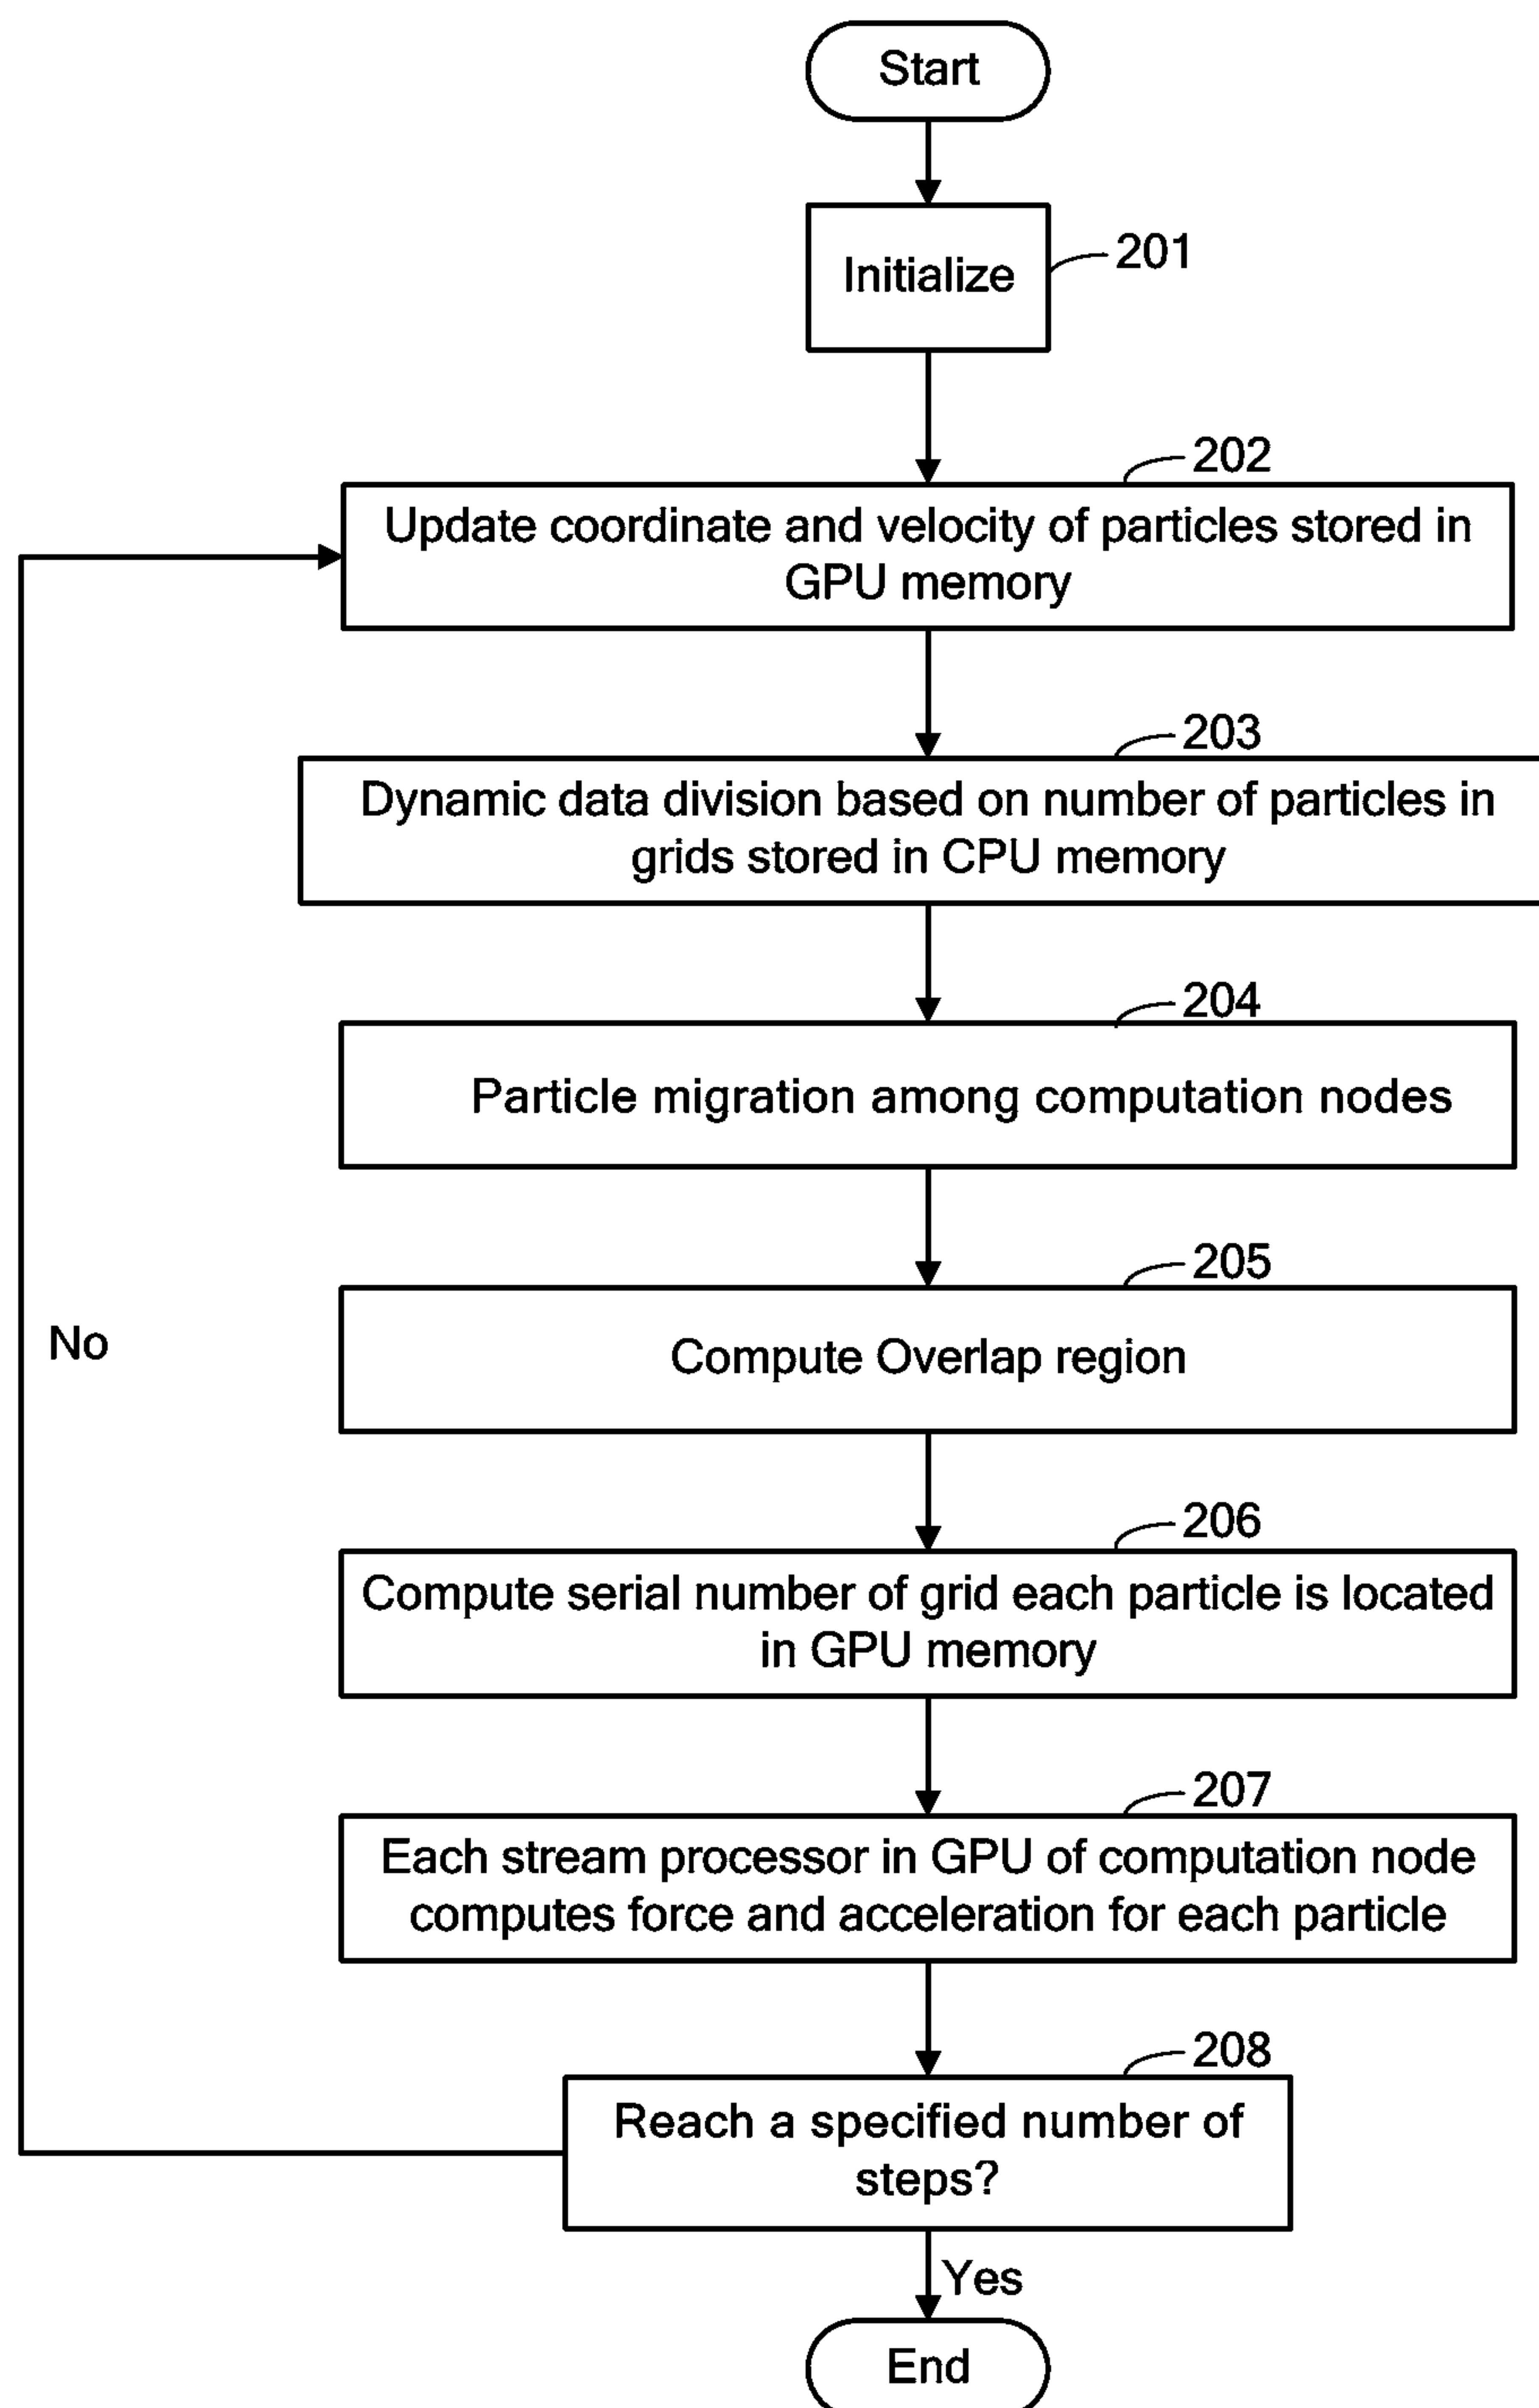 Start
Initialize
201
202
Update coordinate and velocity of particles stored in
GPU memory
203
Dynamic data division based on number of particles in
grids stored in CPU memory
204
Particle migration among computation nodes
205
Compute Overlap region
No
206
Compute serial number of grid each particle is located
in GPU memory
207
Each stream processor in GPU of computation node
computes force and acceleration for each particle
208
Reach a specified number of
steps?
Yes
End